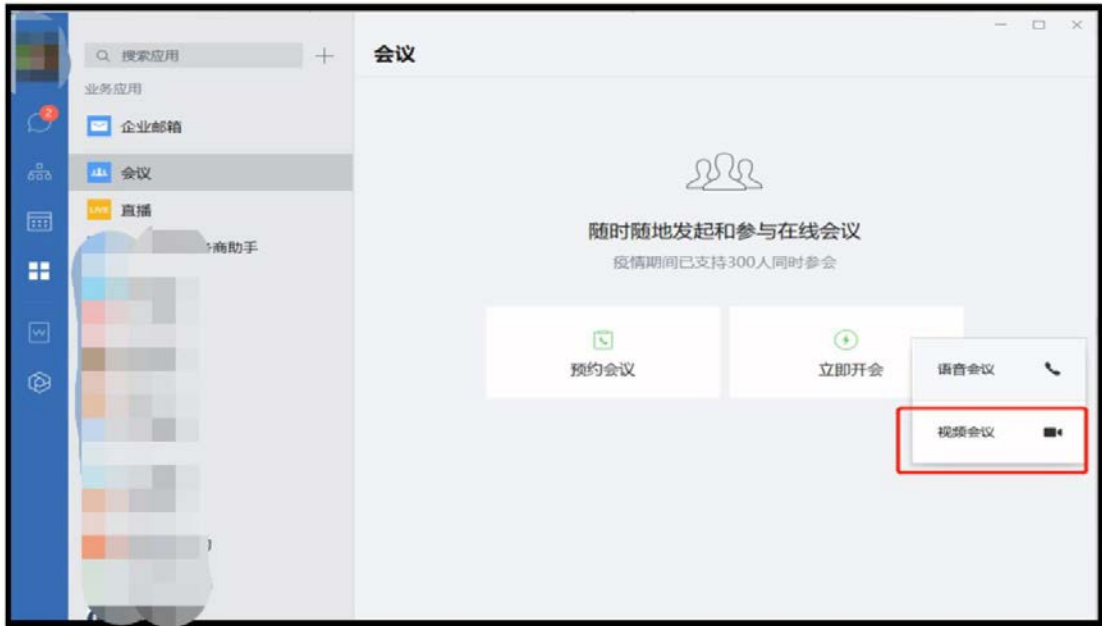 搜索应用
会议
业务应用
2
企业邮箱
会议
LIVE
直播
商助手
随时随地发起和参与在线会议
疫情期间已支持300人同时参会
预约会议
立即开会
语音会议
视频会议